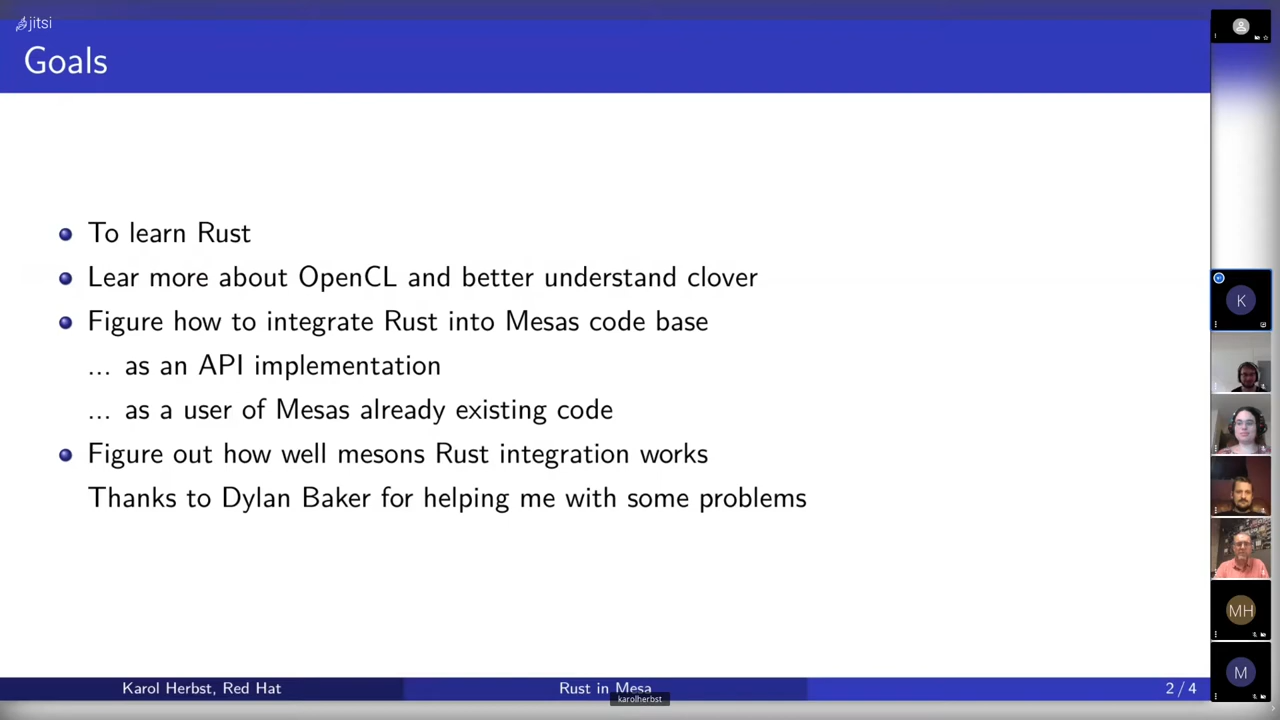 jitsi
Goals
To learn Rust
Lear more about OpenCL and better understand clover
Figure how to integrate Rust into Mesas code base
... as an API implementation
... as a user of Mesas already existing code
Figure out how well mesons Rust integration works
Thanks to Dylan Baker for helping me with some problems
Karol Herbst, Red Hat
Rust in Mesa
2 / 4
karolherbst
K
MH
M